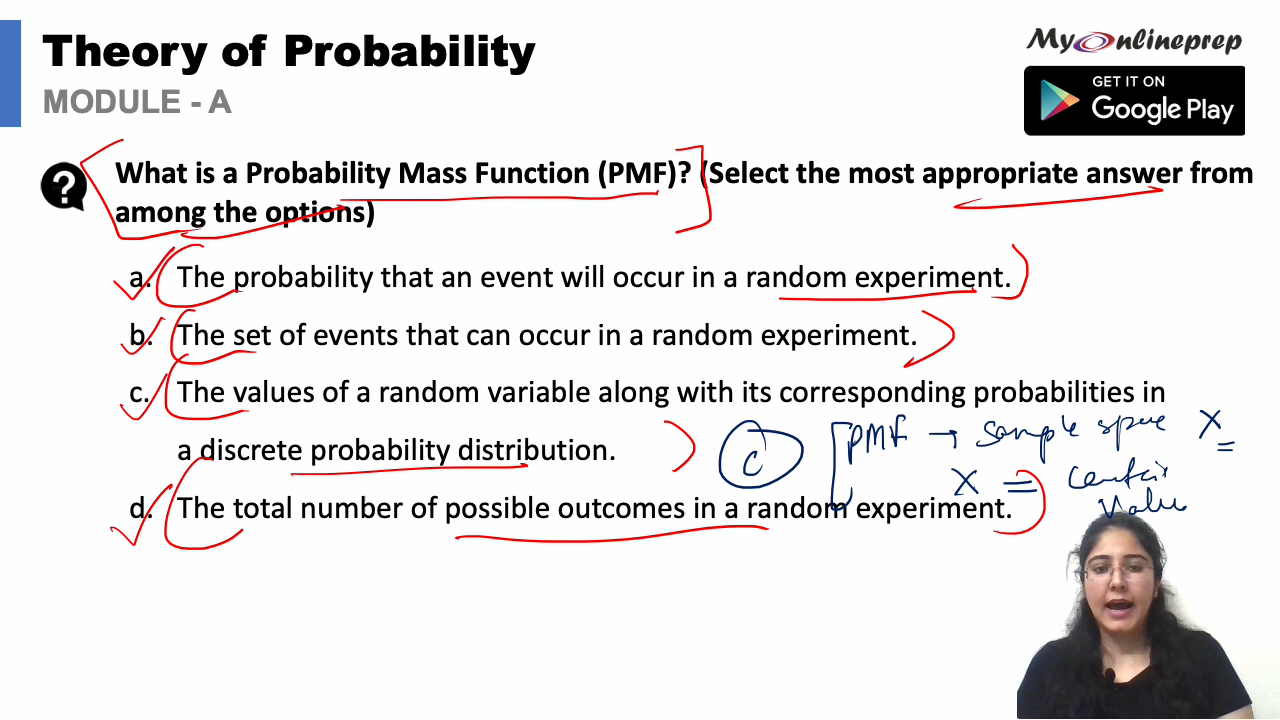 Theory of Probability
MODULE - A
MyOnlineprep
GET IT ON
Google Play
?
What is a Probability Mass Function (PMF)? (Select the most appropriate answer from
among the options)
a. The probability that an event will occur in a random experiment.
b. The set of events that can occur in a random experiment.
c. The values of a random variable along with its corresponding probabilities in
a discrete probability distribution.
d. The total number of possible outcomes in a random experiment.
C
PMF → Sample space X
X =
Value